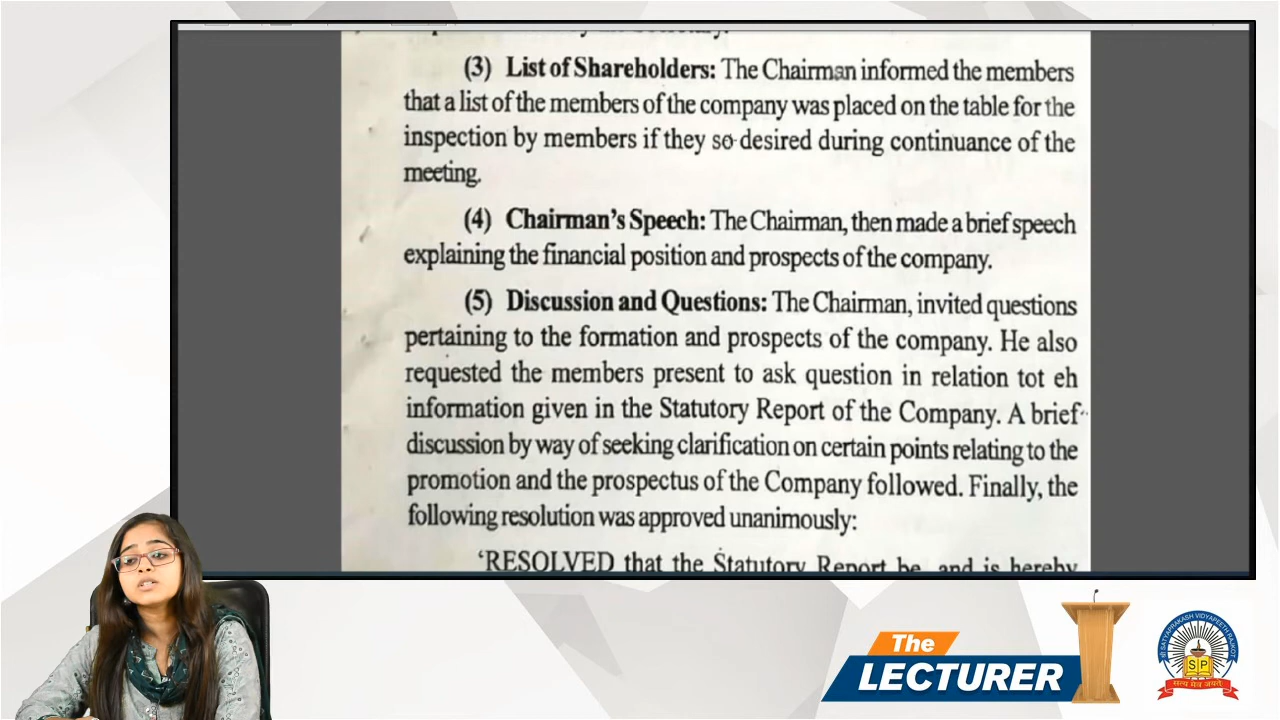 (3) List of Shareholders: The Chairman informed the members
that a list of the members of the company was placed on the table for the
inspection by members if they so desired during continuance of the
meeting.
(4) Chairman's Speech: The Chairman, then made a brief speech
explaining the financial position and prospects of the company.
(5) Discussion and Questions: The Chairman, invited questions
pertaining to the formation and prospects of the company. He also
requested the members present to ask question in relation tot eh
information given in the Statutory Report of the Company. A brief
discussion by way of seeking clarification on certain points relating to the
promotion and the prospectus of the Company followed. Finally, the
following resolution was approved unanimously:
‘RESOLVED that the Statutory Report be and is hereby
The
LECTURER
SATYAPRAKASH VIDYAPEETH RAJKOT
SP
सत्य मेव जयते